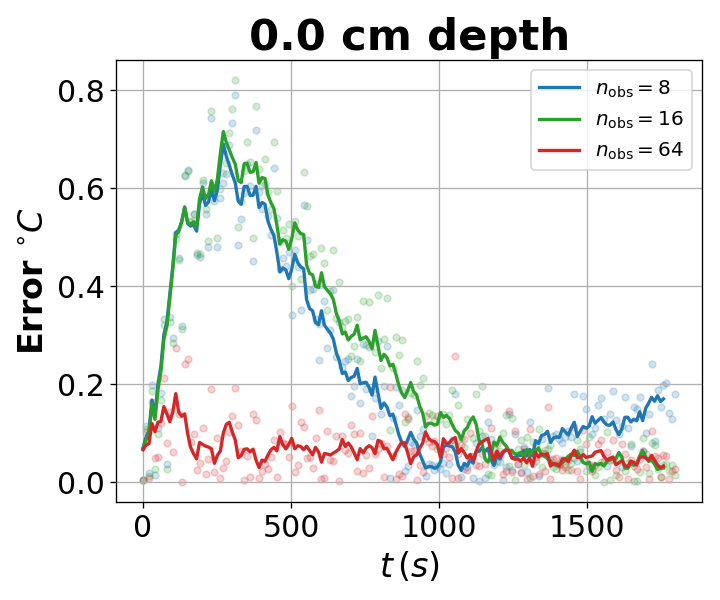 0.0 cm depth
n_obs = 8
n_obs = 16
n_obs = 64
Error °C
0.8
0.6
0.4
0.2
0.0
0 500 1000 1500
t (s)